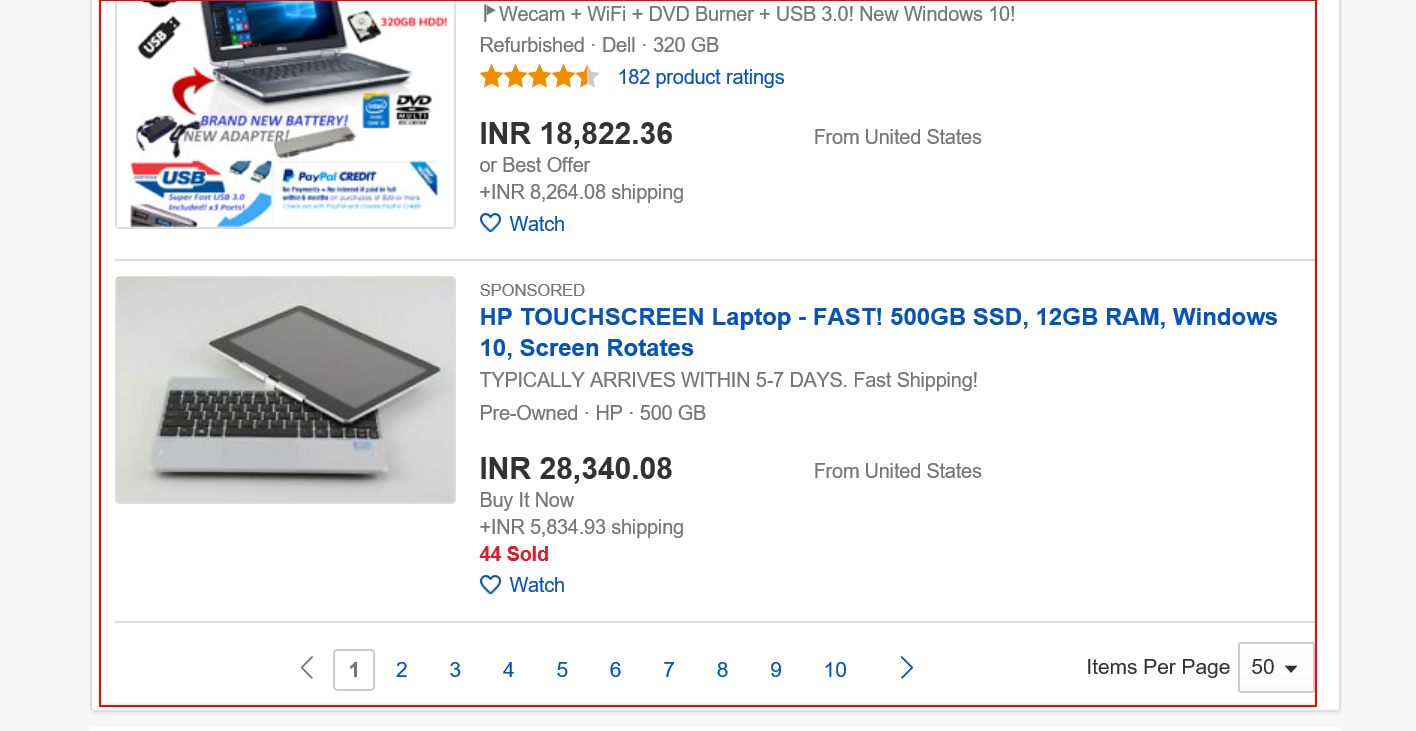 Wecam + WiFi + DVD Burner + USB 3.0! New Windows 10!
320GB HDD!
USB
Refurbished · Dell · 320 GB
182 product ratings
intel
DVD
MULTI
BRAND NEW BATTERY!
NEW ADAPTER!
INR 18,822.36
From United States
or Best Offer
+INR 8,264.08 shipping
USB
Super Fast USB 3.0
Included! x3 Ports!
PayPal CREDIT
No Payments + No Interest if paid in full
within 6 months on purchases of $99 or more
Check out with PayPal and choose PayPal Credit
Watch
SPONSORED
HP TOUCHSCREEN Laptop - FAST! 500GB SSD, 12GB RAM, Windows
10, Screen Rotates
TYPICALLY ARRIVES WITHIN 5-7 DAYS. Fast Shipping!
Pre-Owned · HP · 500 GB
INR 28,340.08
From United States
Buy It Now
+INR 5,834.93 shipping
44 Sold
Watch
1 2 3 4 5 6 7 8 9 10
Items Per Page 50